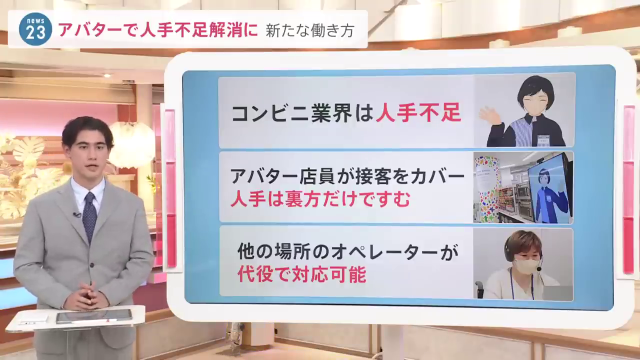 news
23
アバターで人手不足解消に 新たな働き方
コンビニ業界は人手不足
アバター店員が接客をカバー
人手は裏方だけですむ
他の場所のオペレーターが
代役で対応可能